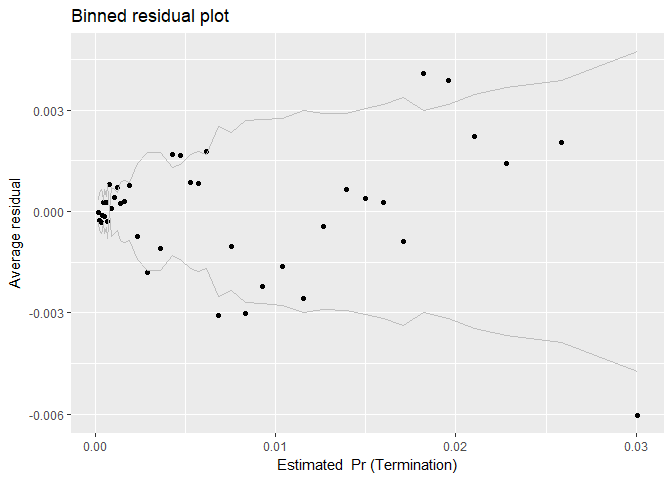 Binned residual plot
0.003
0.000
-0.003
-0.006
Average residual
0.00 0.01 0.02 0.03
Estimated  Pr (Termination)